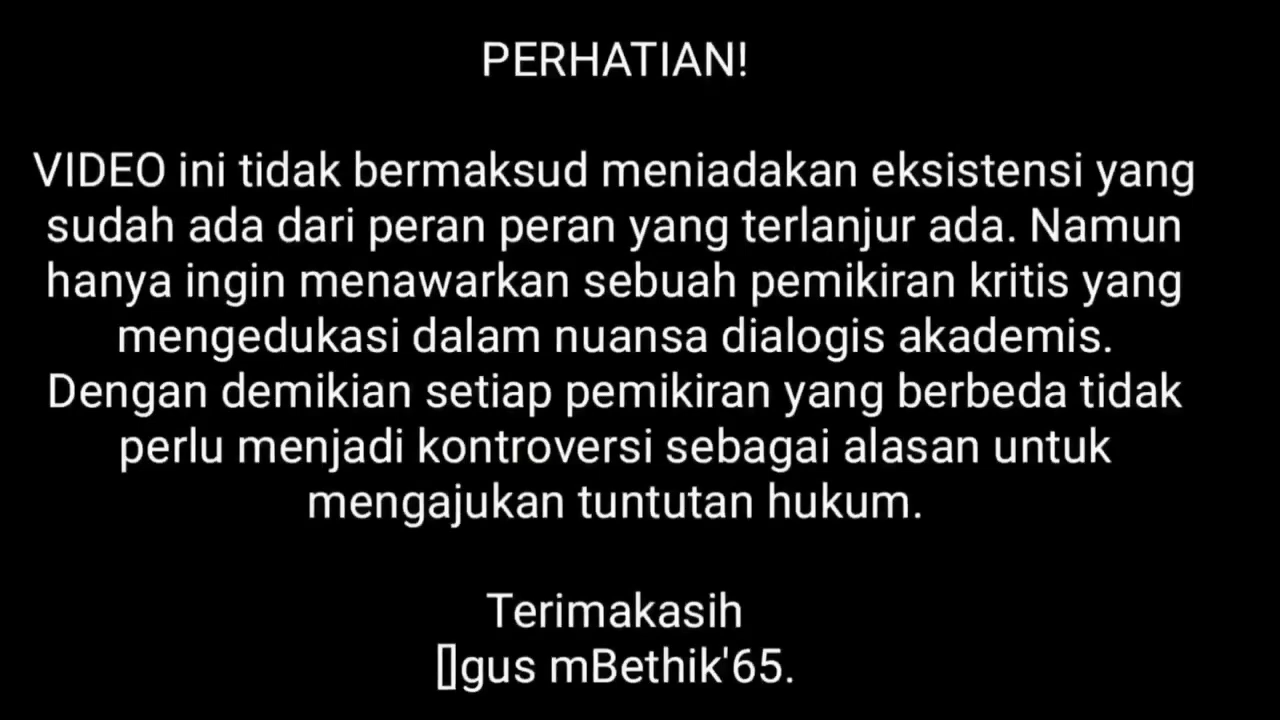 PERHATIAN!
VIDEO ini tidak bermaksud meniadakan eksistensi yang
sudah ada dari peran peran yang terlanjur ada. Namun
hanya ingin menawarkan sebuah pemikiran kritis yang
mengedukasi dalam nuansa dialogis akademis.
Dengan demikian setiap pemikiran yang berbeda tidak
perlu menjadi kontroversi sebagai alasan untuk
mengajukan tuntutan hukum.
Terimakasih
[]gus mBethik'65.